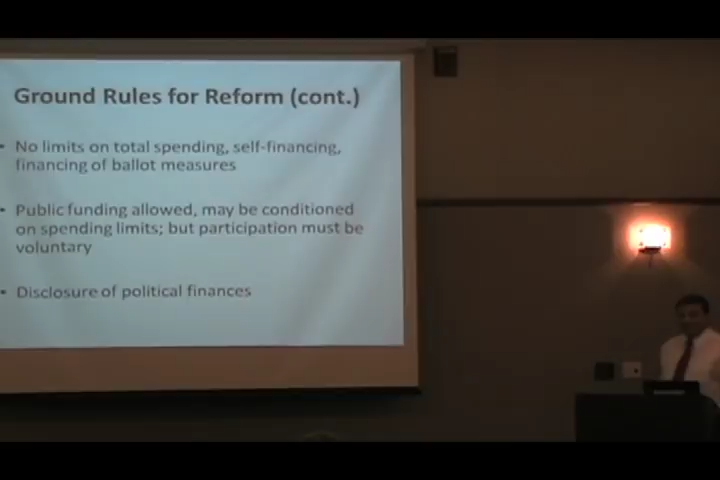 Ground Rules for Reform (cont.)
• No limits on total spending, self-financing,
financing of ballot measures
• Public funding allowed, may be conditioned
on spending limits; but participation must be
voluntary
• Disclosure of political finances